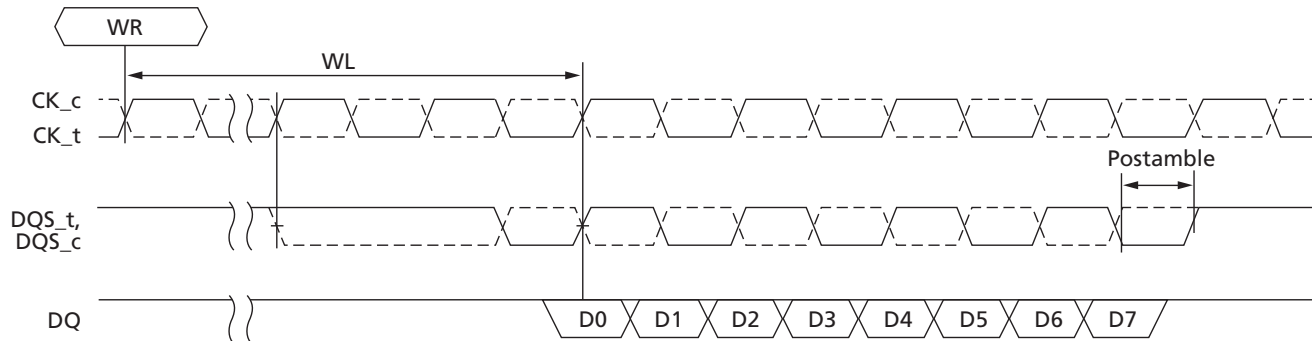 WR
WL
CK_c
CK_t
Postamble
DQS_t,
DQS_c
DQ
D0
D1
D2
D3
D4
D5
D6
D7